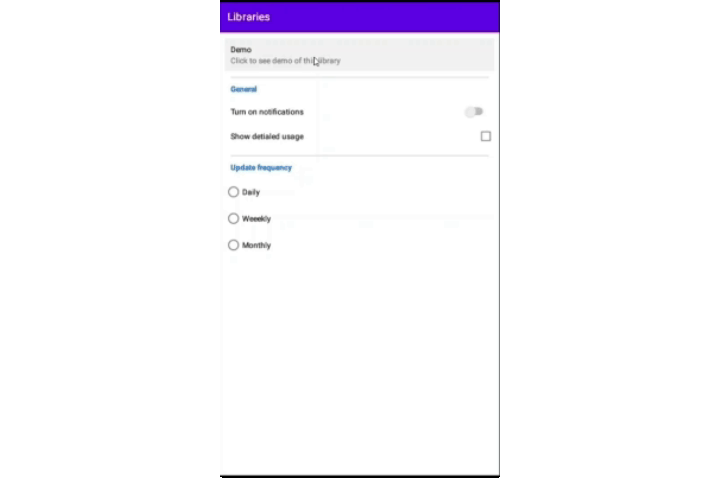 Libraries
Demo
Click to see demo of this library
General
Turn on notifications
Show detialed usage
Update frequency
Daily
Weeekly
Monthly